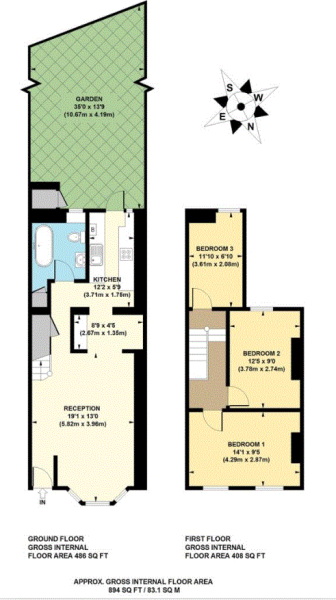 GARDEN
35'0 x 13'9
(10.67m x 4.19m)
S
W
E
N
B
KITCHEN
12'2 x 5'9
(3.71m x 1.75m)
8'9 x 4'5
(2.67m x 1.35m)
RECEPTION
19'1 x 13'0
(5.82m x 3.96m)
IN
BEDROOM 3
11'10 x 6'10
(3.61m x 2.08m)
BEDROOM 2
12'5 x 9'0
(3.78m x 2.74m)
BEDROOM 1
14'1 x 9'5
(4.29m x 2.87m)
GROUND FLOOR
GROSS INTERNAL
FLOOR AREA 486 SQ FT
FIRST FLOOR
GROSS INTERNAL
FLOOR AREA 408 SQ FT
APPROX. GROSS INTERNAL FLOOR AREA
894 SQ FT / 83.1 SQ M